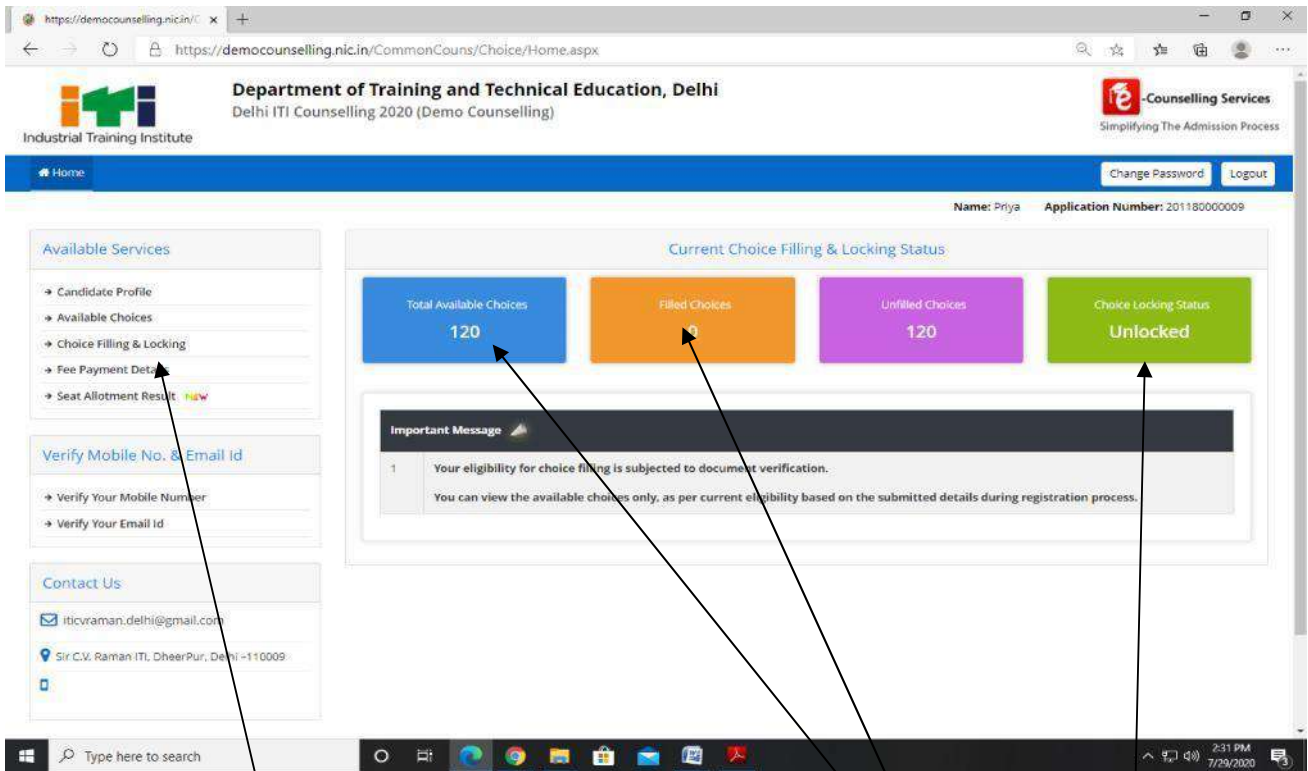 https://democounselling.nic.in/C
https://democounselling.nic.in/CommonCouns/Choice/Home.aspx
iti
Industrial Training Institute
Department of Training and Technical Education, Delhi
Delhi ITI Counselling 2020 (Demo Counselling)
e -Counselling Services
Simplifying The Admission Process
Home
Change Password Logout
Name: Priya Application Number: 201180000009
Available Services
Candidate Profile
Available Choices
Choice Filling & Locking
Fee Payment Details
Seat Allotment Result NEW
Verify Mobile No. & Email Id
Verify Your Mobile Number
Verify Your Email Id
Contact Us
iticvraman.delhi@gmail.com
Sir C.V. Raman ITI, DheerPur, Delhi -110009
Current Choice Filling & Locking Status
Total Available Choices
120
Filled Choices
0
Unfilled Choices
120
Choice Locking Status
Unlocked
Important Message
1 Your eligibility for choice filling is subjected to document verification.
You can view the available choices only, as per current eligibility based on the submitted details during registration process.
Type here to search
2:31 PM
7/29/2020
3